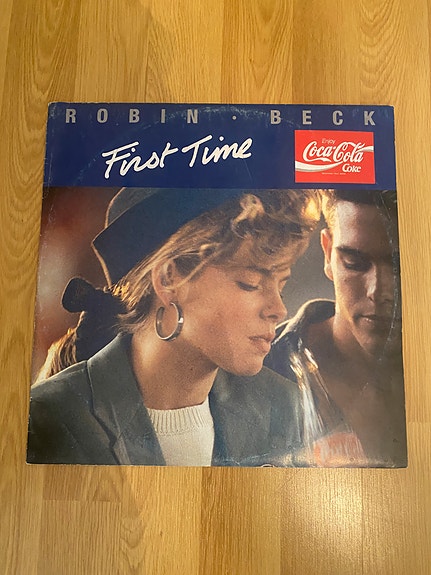 ROBIN · BECK
First Time
Enjoy
Coca-Cola
Coke